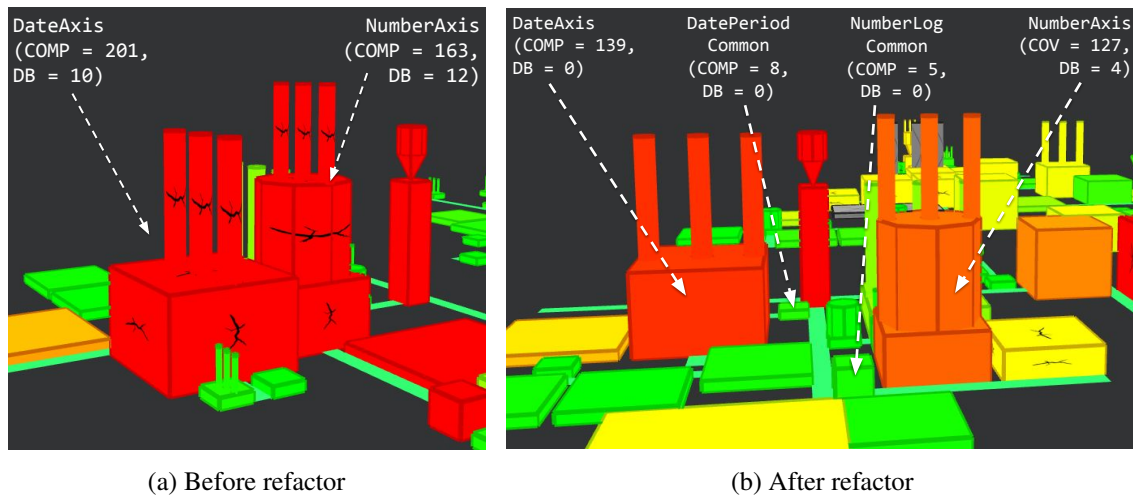 DateAxis
(COMP = 201,
DB = 10)
NumberAxis
(COMP = 163,
DB = 12)
DateAxis
(COMP = 139,
DB = 0)
DatePeriod
Common
(COMP = 8,
DB = 0)
NumberLog
Common
(COMP = 5,
DB = 0)
NumberAxis
(COV = 127,
DB = 4)
(a) Before refactor
(b) After refactor